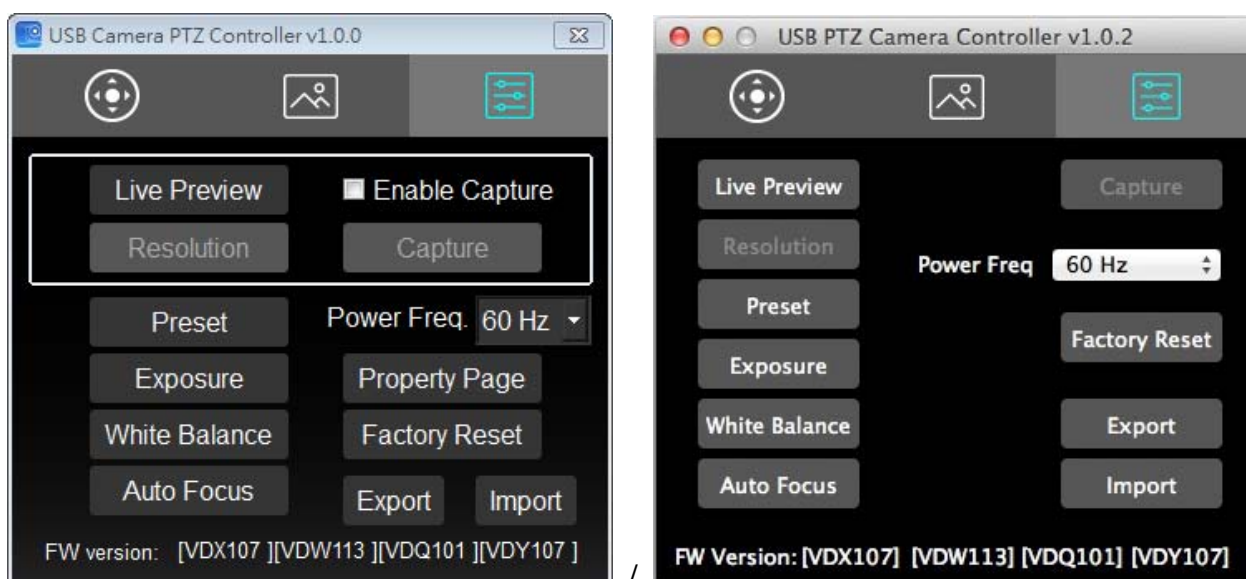 USB Camera PTZ Controller v1.0.0
Live Preview
Enable Capture
Resolution
Capture
Preset
Power Freq.
60 Hz
Exposure
Property Page
White Balance
Factory Reset
Auto Focus
Export
Import
FW version: [VDX107 ][VDW113 ][VDQ101 ][VDY107 ]
/
USB PTZ Camera Controller v1.0.2
Live Preview
Capture
Resolution
Power Freq
60 Hz
Preset
Factory Reset
Exposure
White Balance
Export
Auto Focus
Import
FW Version: [VDX107] [VDW113] [VDQ101] [VDY107]